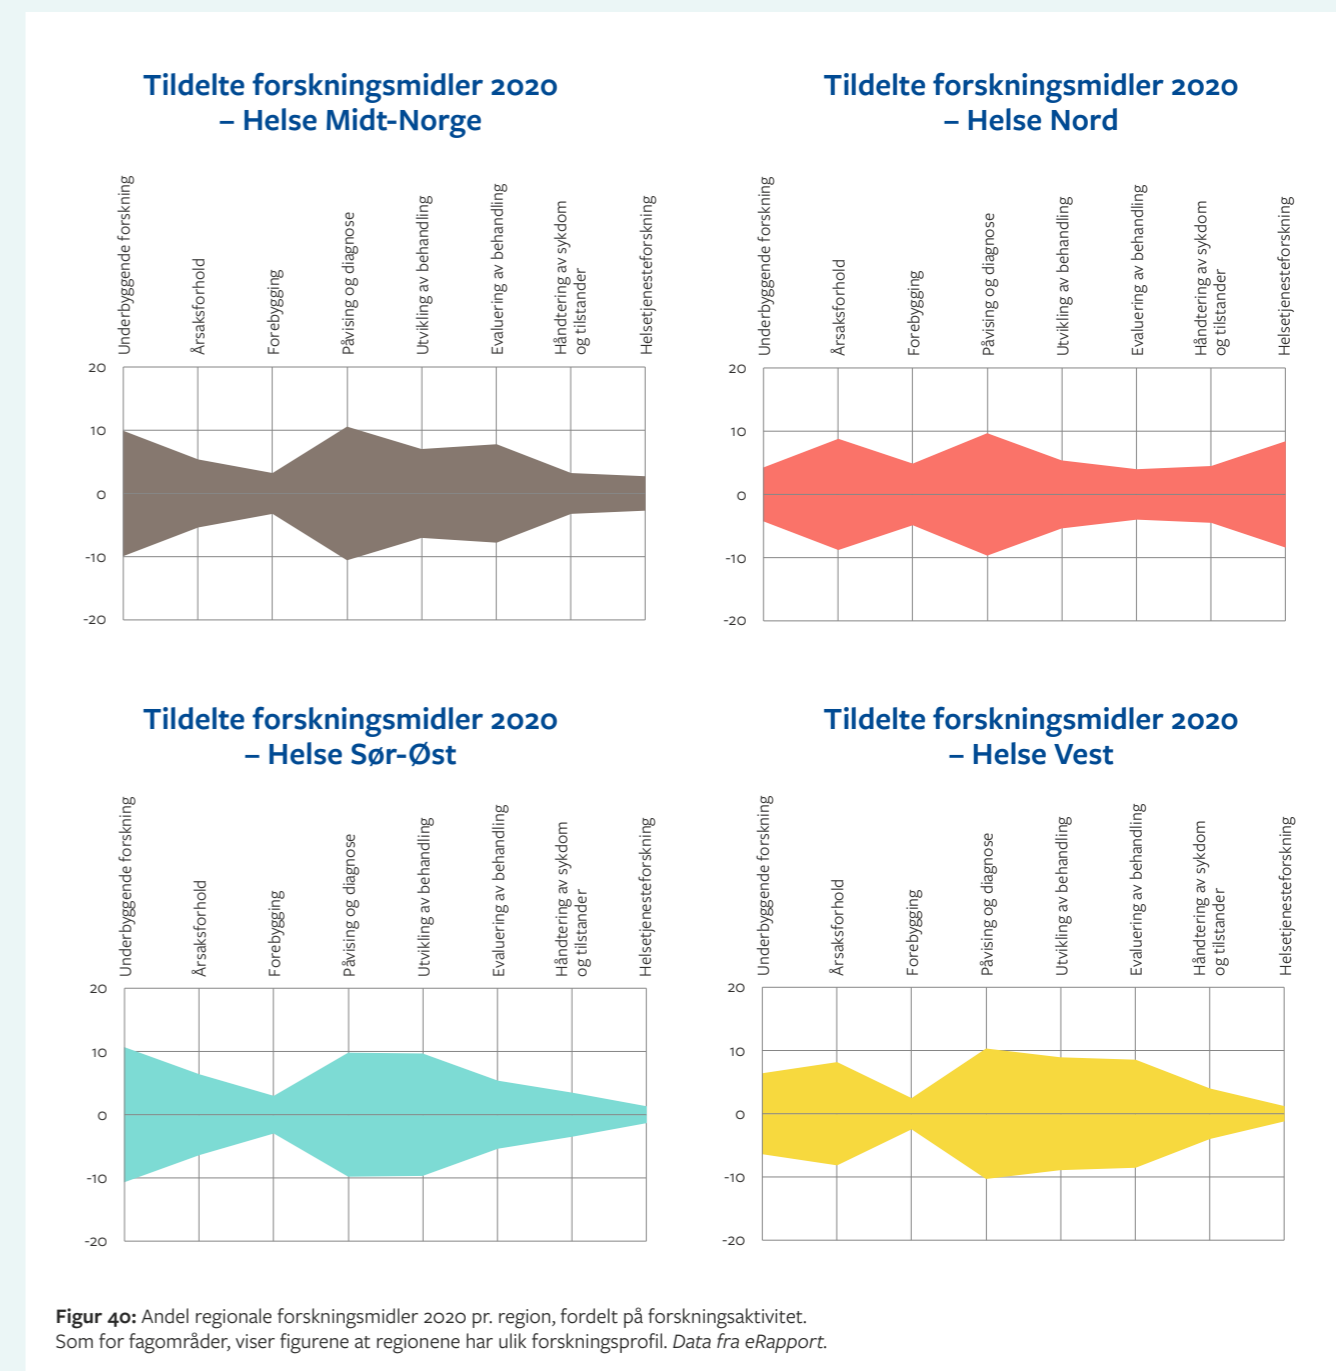 Tildelte forskningsmidler 2020
– Helse Midt-Norge
Underbyggende forskning
Årsaksforhold
Forebygging
Påvising og diagnose
Utvikling av behandling
Evaluering av behandling
Håndtering av sykdom
og tilstander
Helsetjenesteforskning
20
10
0
-10
-20
Tildelte forskningsmidler 2020
– Helse Nord
Underbyggende forskning
Årsaksforhold
Forebygging
Påvising og diagnose
Utvikling av behandling
Evaluering av behandling
Håndtering av sykdom
og tilstander
Helsetjenesteforskning
20
10
0
-10
-20
Tildelte forskningsmidler 2020
– Helse Sør-Øst
Underbyggende forskning
Årsaksforhold
Forebygging
Påvising og diagnose
Utvikling av behandling
Evaluering av behandling
Håndtering av sykdom
og tilstander
Helsetjenesteforskning
20
10
0
-10
-20
Tildelte forskningsmidler 2020
– Helse Vest
Underbyggende forskning
Årsaksforhold
Forebygging
Påvising og diagnose
Utvikling av behandling
Evaluering av behandling
Håndtering av sykdom
og tilstander
Helsetjenesteforskning
20
10
0
-10
-20
Figur 40: Andel regionale forskningsmidler 2020 pr. region, fordelt på forskningsaktivitet.
Som for fagområder, viser figurene at regionene har ulik forskningsprofil. Data fra eRapport.